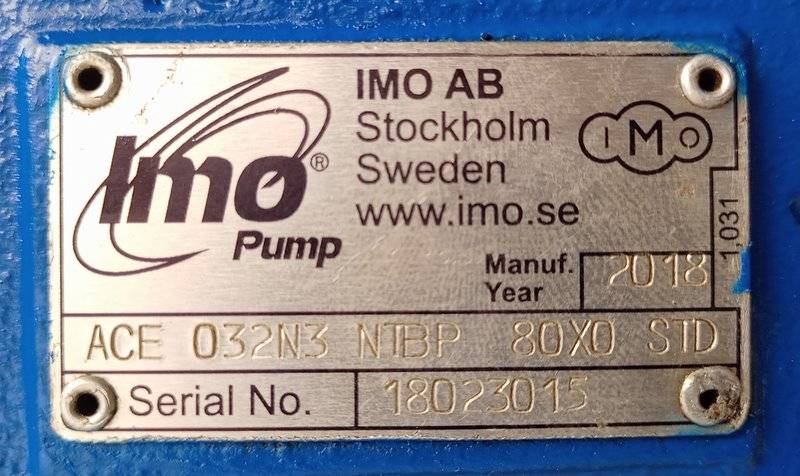 Imo®
Pump
IMO AB
Stockholm
Sweden
www.imo.se
IMO
Manuf.
Year
2018
1,031
ACE 032N3 NTBP 80X0 STD
Serial No. 18023015